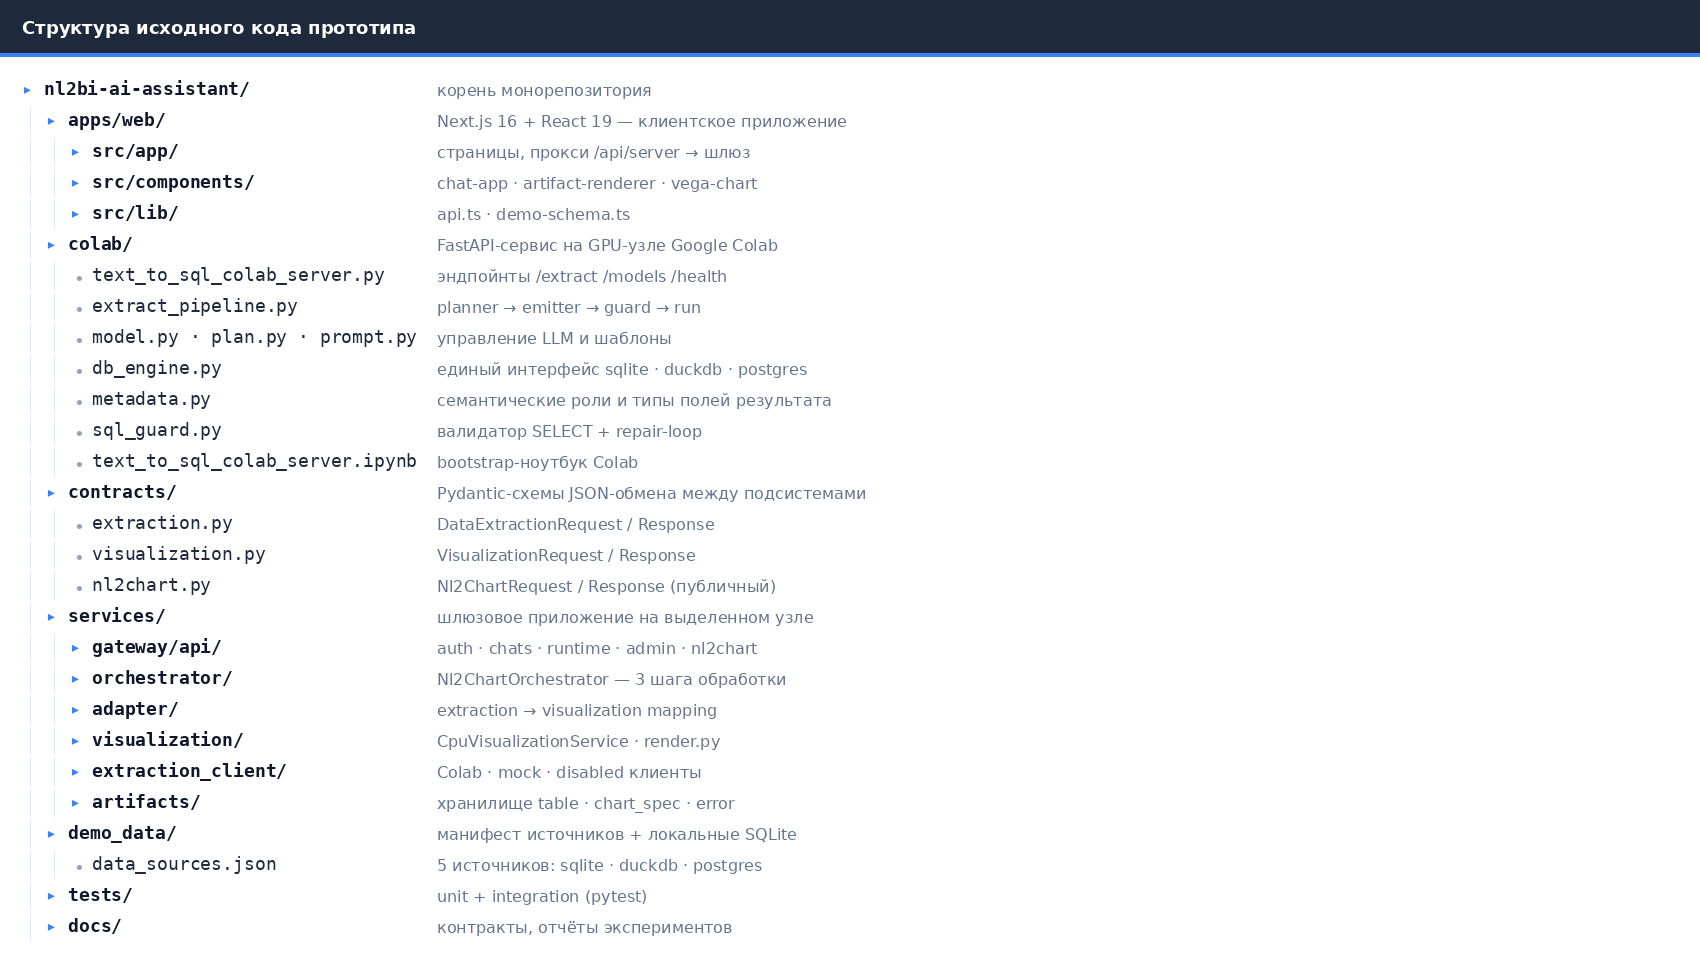 Структура исходного кода прототипа
▸ nl2bi-ai-assistant/ корень монорепозитория
▸ apps/web/ Next.js 16 + React 19 — клиентское приложение
▸ src/app/ страницы, прокси /api/server → шлюз
▸ src/components/ chat-app · artifact-renderer · vega-chart
▸ src/lib/ api.ts · demo-schema.ts
▸ colab/ FastAPI-сервис на GPU-узле Google Colab
• text_to_sql_colab_server.py эндпойнты /extract /models /health
• extract_pipeline.py planner → emitter → guard → run
• model.py · plan.py · prompt.py управление LLM и шаблоны
• db_engine.py единый интерфейс sqlite · duckdb · postgres
• metadata.py семантические роли и типы полей результата
• sql_guard.py валидатор SELECT + repair-loop
• text_to_sql_colab_server.ipynb bootstrap-ноутбук Colab
▸ contracts/ Pydantic-схемы JSON-обмена между подсистемами
• extraction.py DataExtractionRequest / Response
• visualization.py VisualizationRequest / Response
• nl2chart.py Nl2ChartRequest / Response (публичный)
▸ services/ шлюзовое приложение на выделенном узле
▸ gateway/api/ auth · chats · runtime · admin · nl2chart
▸ orchestrator/ Nl2ChartOrchestrator — 3 шага обработки
▸ adapter/ extraction → visualization mapping
▸ visualization/ CpuVisualizationService · render.py
▸ extraction_client/ Colab · mock · disabled клиенты
▸ artifacts/ хранилище table · chart_spec · error
▸ demo_data/ манифест источников + локальные SQLite
• data_sources.json 5 источников: sqlite · duckdb · postgres
▸ tests/ unit + integration (pytest)
▸ docs/ контракты, отчёты экспериментов